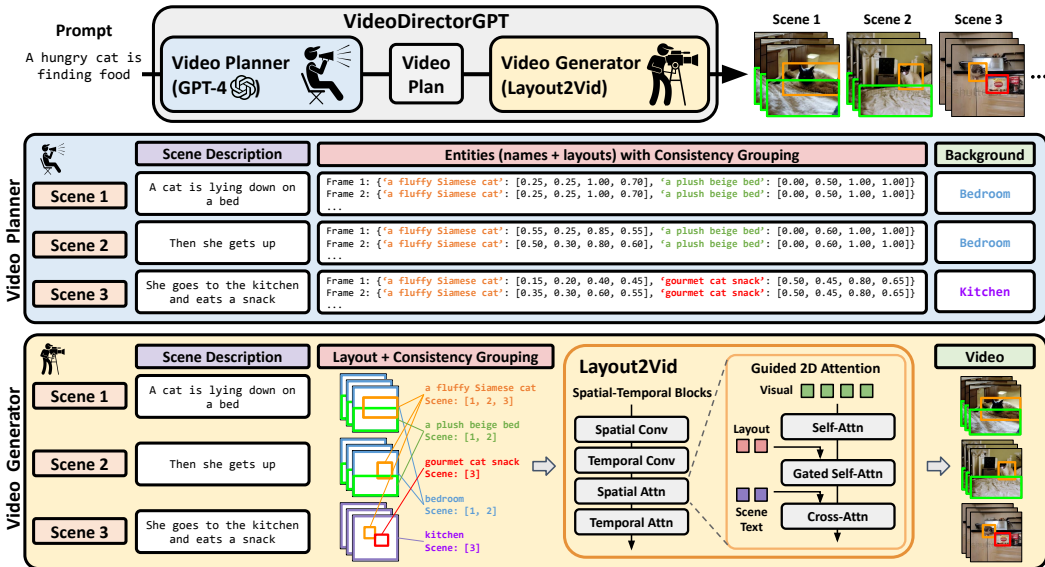 VideoDirectorGPT
Prompt
A hungry cat is
finding food
Video Planner
(GPT-4)
Video
Plan
Video Generator
(Layout2Vid)
Scene 1
Scene 2
Scene 3
...
Video Planner
Scene Description
Entities (names + layouts) with Consistency Grouping
Background
Scene 1
A cat is lying down on
a bed
Frame 1: {‘a fluffy Siamese cat’: [0.25, 0.25, 1.00, 0.70], ‘a plush beige bed’: [0.00, 0.50, 1.00, 1.00]}
Frame 2: {‘a fluffy Siamese cat’: [0.25, 0.25, 1.00, 0.70], ‘a plush beige bed’: [0.00, 0.50, 1.00, 1.00]}
...
Bedroom
Scene 2
Then she gets up
Frame 1: {‘a fluffy Siamese cat’: [0.55, 0.25, 0.85, 0.55], ‘a plush beige bed’: [0.00, 0.60, 1.00, 1.00]}
Frame 2: {‘a fluffy Siamese cat’: [0.50, 0.30, 0.80, 0.60], ‘a plush beige bed’: [0.00, 0.60, 1.00, 1.00]}
...
Bedroom
Scene 3
She goes to the kitchen
and eats a snack
Frame 1: {‘a fluffy Siamese cat’: [0.15, 0.20, 0.40, 0.45], ‘gourmet cat snack’: [0.50, 0.45, 0.80, 0.65]}
Frame 2: {‘a fluffy Siamese cat’: [0.35, 0.30, 0.60, 0.55], ‘gourmet cat snack’: [0.50, 0.45, 0.80, 0.65]}
...
Kitchen
Video Generator
Scene Description
Layout + Consistency Grouping
Video
Scene 1
A cat is lying down on
a bed
Scene 2
Then she gets up
Scene 3
She goes to the kitchen
and eats a snack
a fluffy Siamese cat
Scene: [1, 2, 3]
a plush beige bed
Scene: [1, 2]
gourmet cat snack
Scene: [3]
bedroom
Scene: [1, 2]
kitchen
Scene: [3]
Layout2Vid
Spatial-Temporal Blocks
Spatial Conv
Temporal Conv
Spatial Attn
Temporal Attn
Guided 2D Attention
Visual
Self-Attn
Layout
Gated Self-Attn
Scene
Text
Cross-Attn